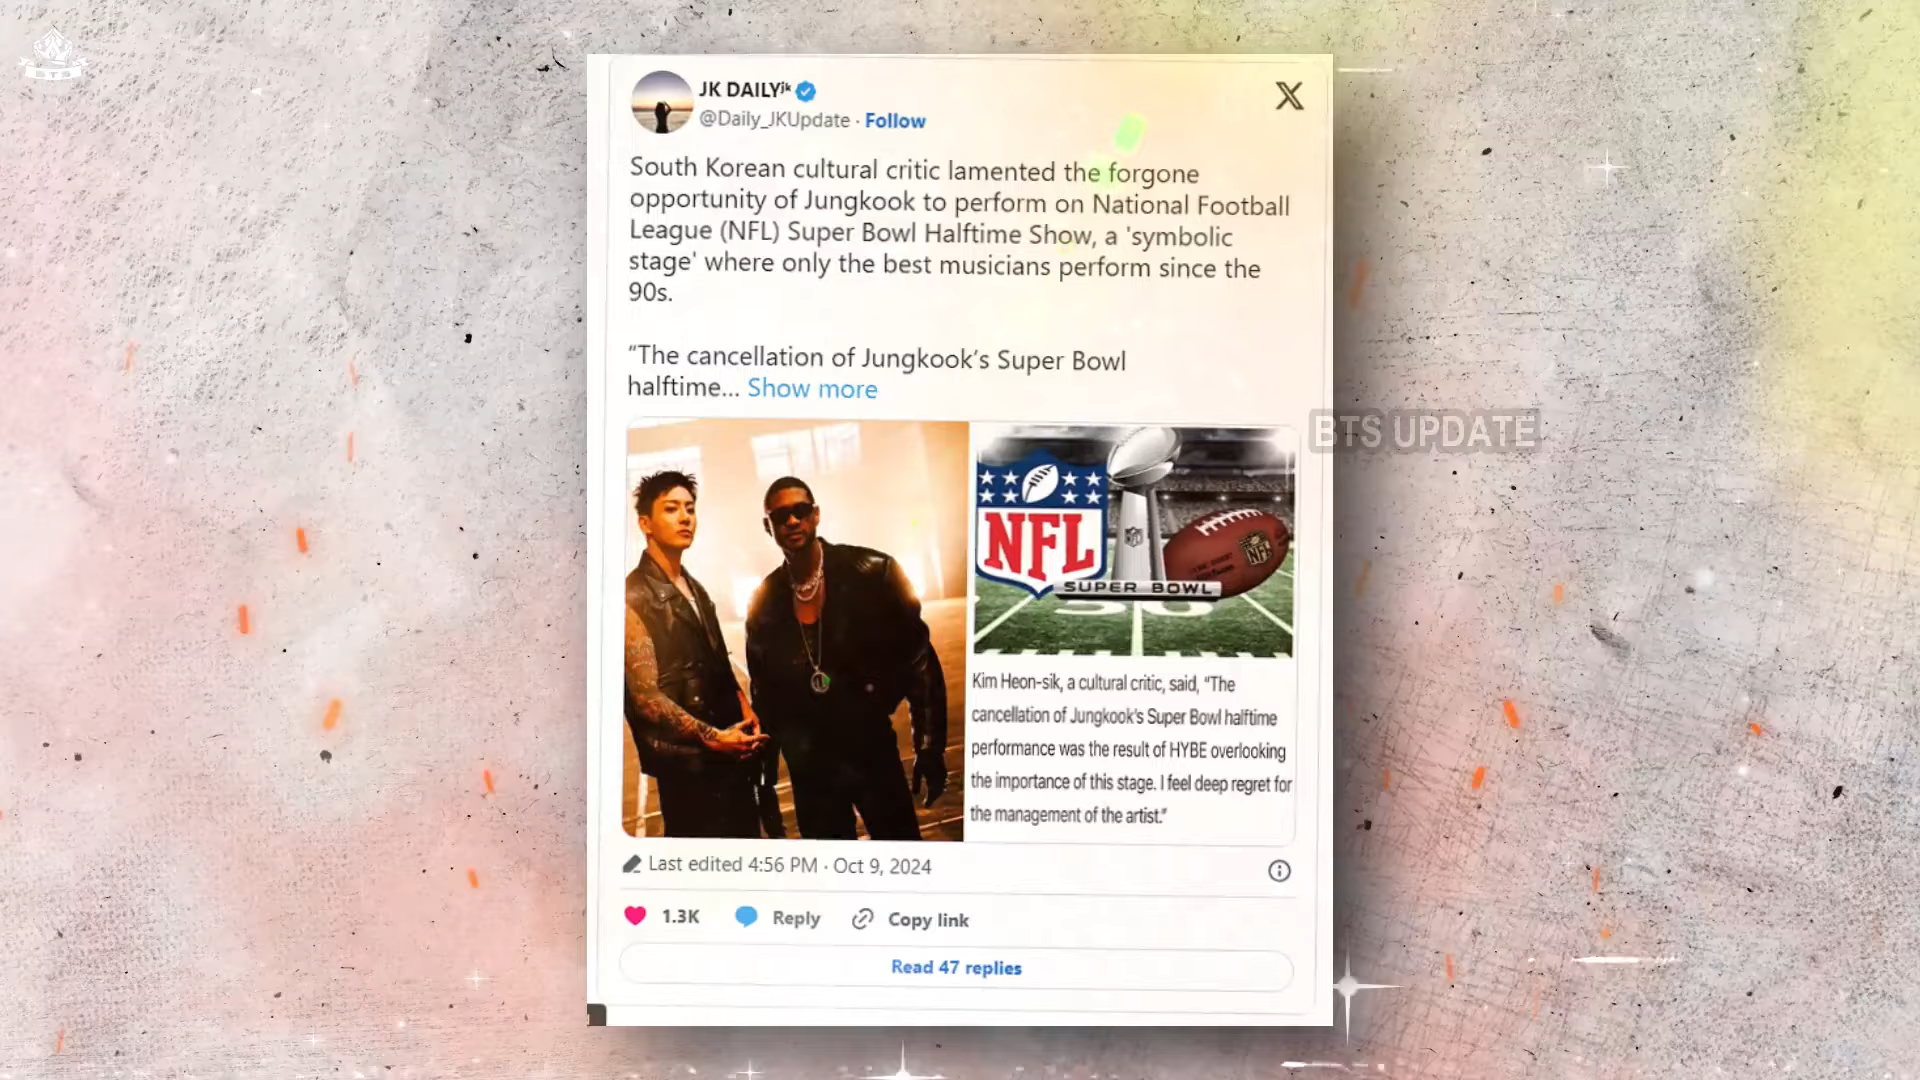 BTS
JK DAILYʲᵏ
@Daily_JKUpdate · Follow
South Korean cultural critic lamented the forgone
opportunity of Jungkook to perform on National Football
League (NFL) Super Bowl Halftime Show, a 'symbolic
stage' where only the best musicians perform since the
90s.
“The cancellation of Jungkook’s Super Bowl
halftime... Show more
BTS UPDATE
NFL
SUPER BOWL
50
Kim Heon-sik, a cultural critic, said, “The
cancellation of Jungkook’s Super Bowl halftime
performance was the result of HYBE overlooking
the importance of this stage. I feel deep regret for
the management of the artist.”
Last edited 4:56 PM · Oct 9, 2024
1.3K Reply Copy link
Read 47 replies